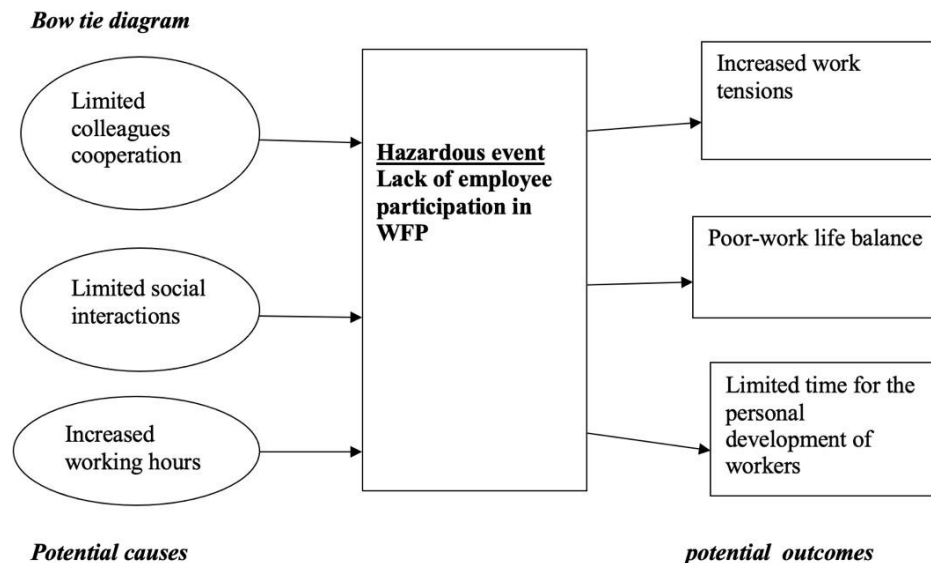 Bow tie diagram
Limited
colleagues
cooperation
Limited social
interactions
Increased
working hours
Hazardous event
Lack of employee
participation in
WFP
Increased work
tensions
Poor-work life balance
Limited time for the
personal
development of
workers
Potential causes
potential outcomes